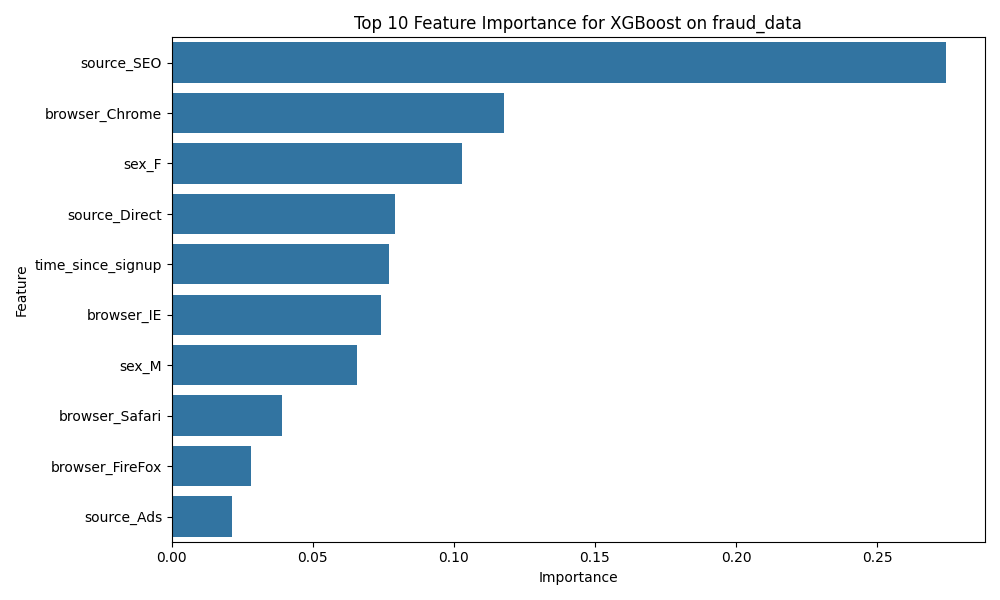 Top 10 Feature Importance for XGBoost on fraud_data
source_SEO
browser_Chrome
sex_F
source_Direct
time_since_signup
browser_IE
sex_M
browser_Safari
browser_FireFox
source_Ads
Feature
0.00 0.05 0.10 0.15 0.20 0.25
Importance